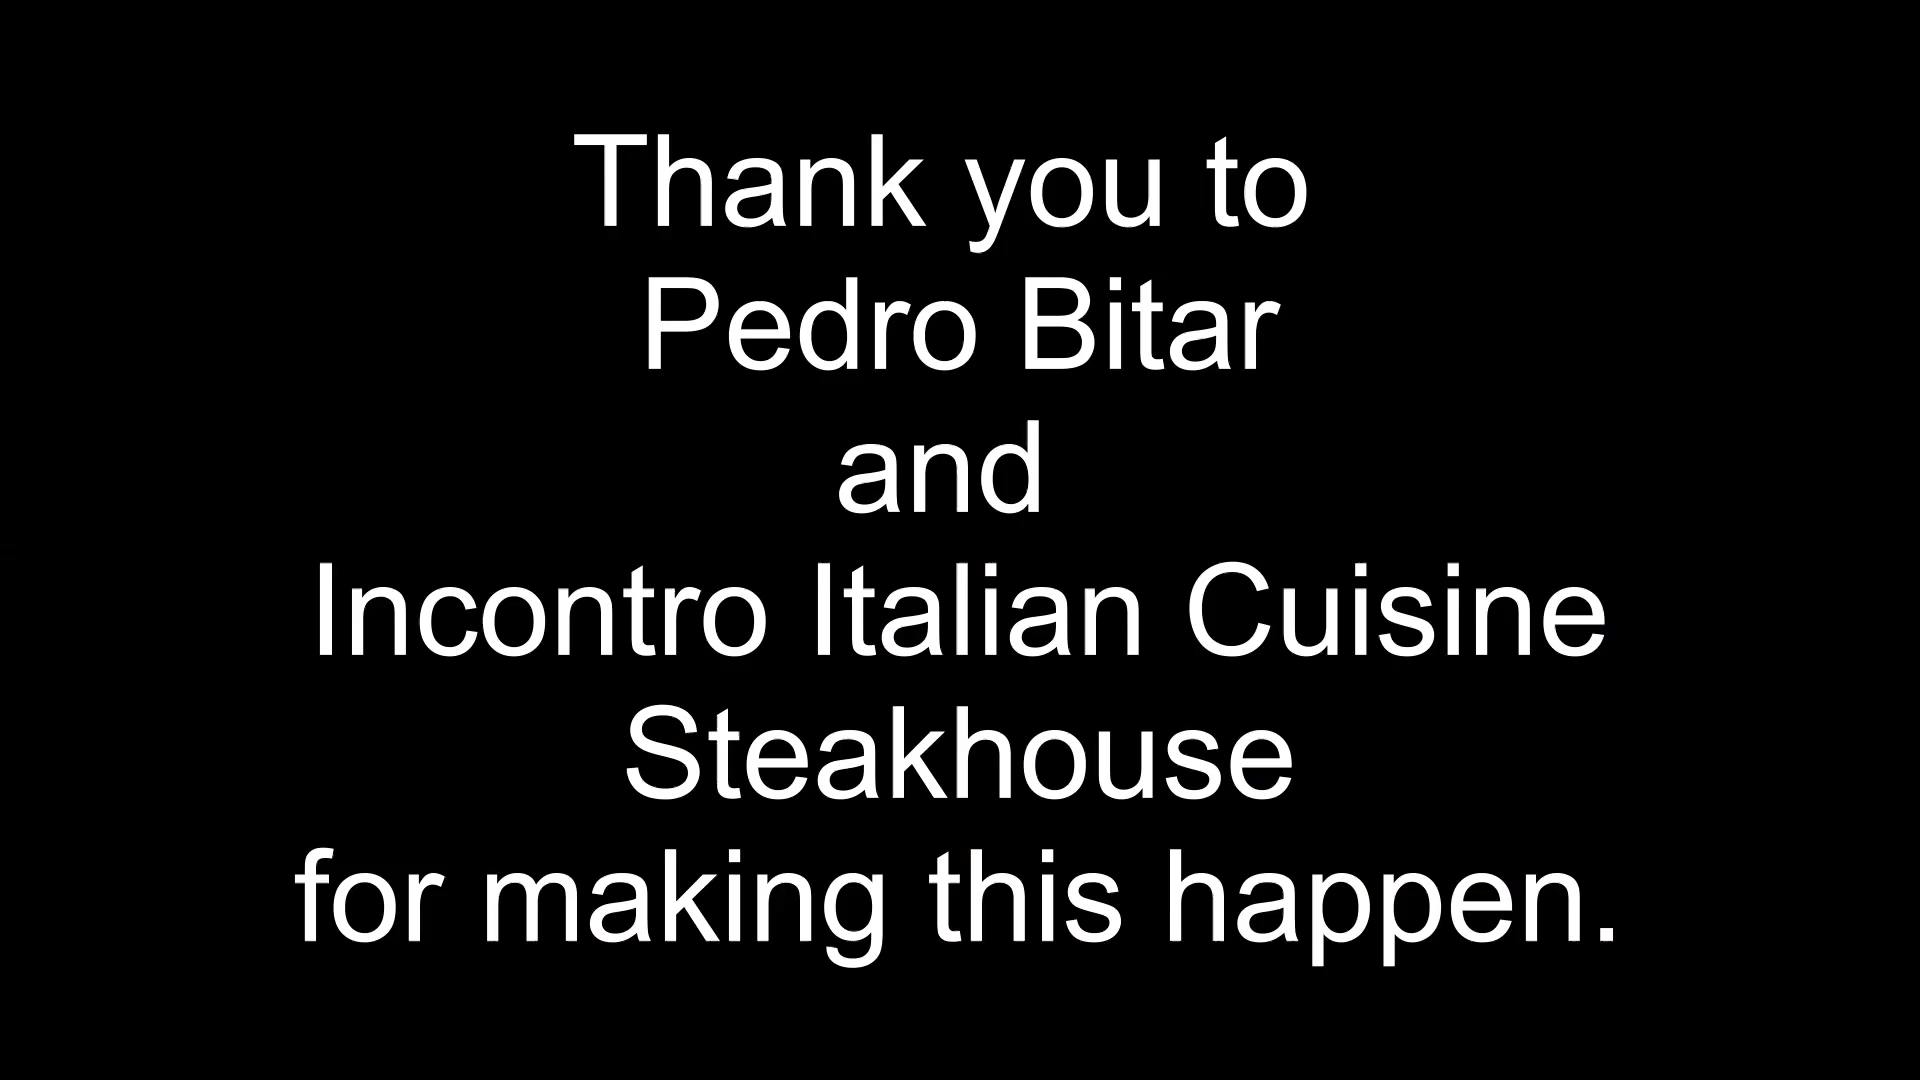 Thank you to
Pedro Bitar
and
Incontro Italian Cuisine
Steakhouse
for making this happen.